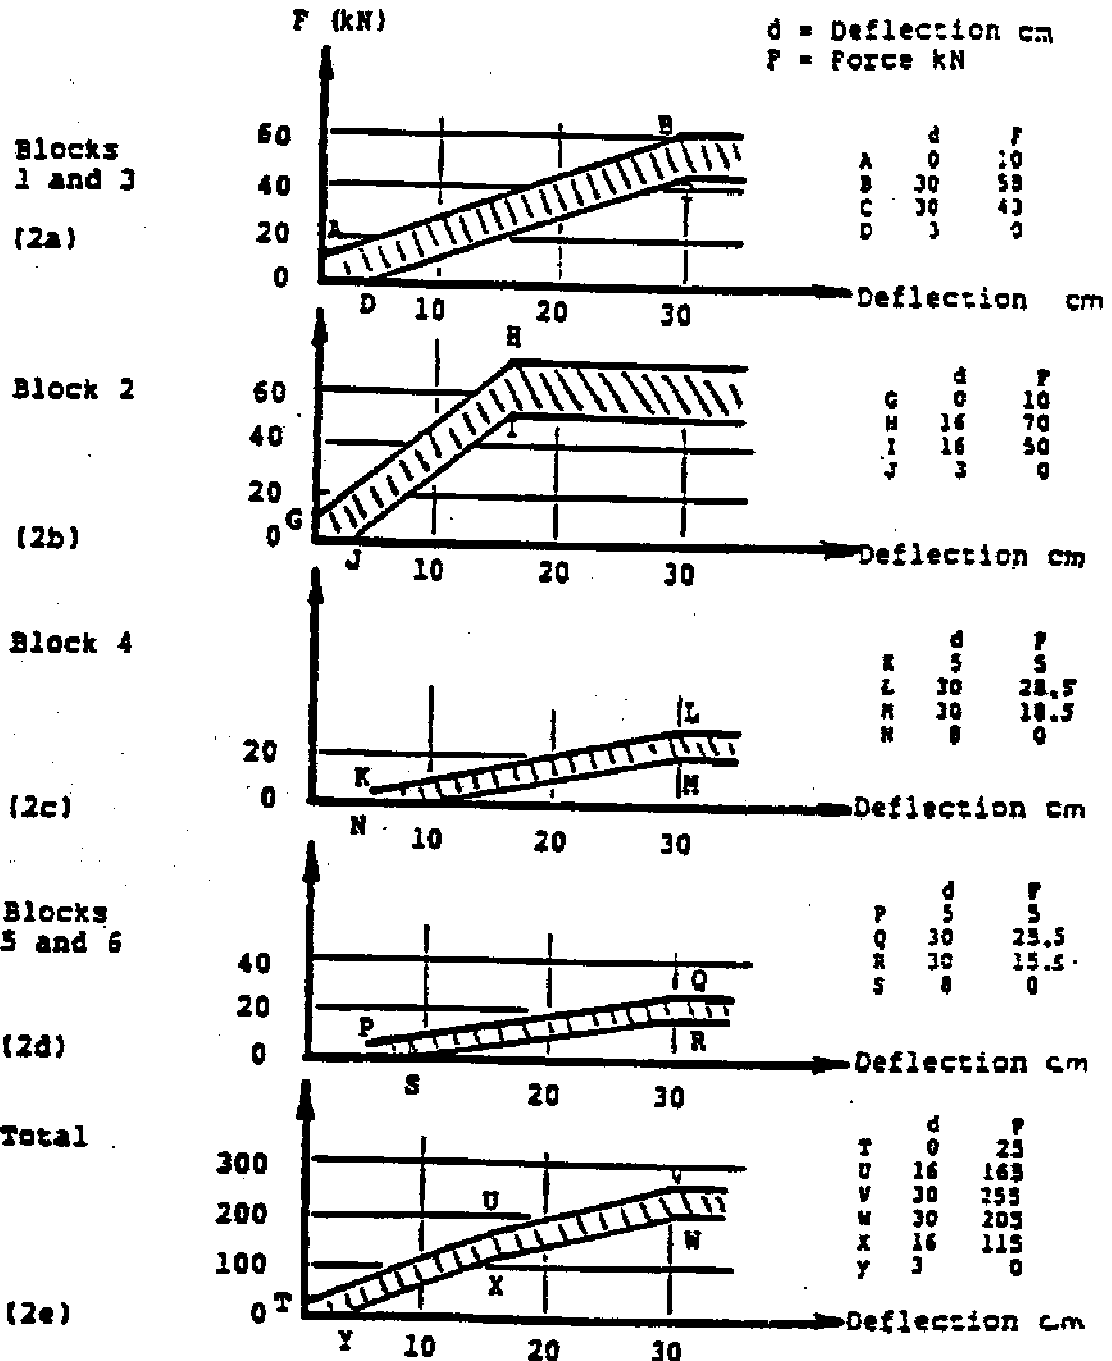 F (kN)
d = Deflection cm
F = Force kN
Blocks
1 and 3
(2a)
60
40
20
0
A
B
D
10
20
30
Deflection cm
d F
A 0 10
B 30 58
C 30 43
D 3 0
Block 2
(2b)
60
40
20
0
G
H
I
J
10
20
30
Deflection cm
d F
G 0 10
H 16 70
I 16 50
J 3 0
Block 4
(2c)
20
0
K
L
M
N
10
20
30
Deflection cm
d F
K 5 5
L 30 28.5
M 30 18.5
N 8 0
Blocks
5 and 6
(2d)
40
20
0
P
Q
R
S
20
30
Deflection cm
d F
P 5 5
Q 30 25.5
R 30 15.5
S 8 0
Total
(2e)
300
200
100
0
T
U
V
W
X
Y
10
20
30
Deflection cm
d F
T 0 25
U 16 165
V 30 255
W 30 205
X 16 115
Y 3 0